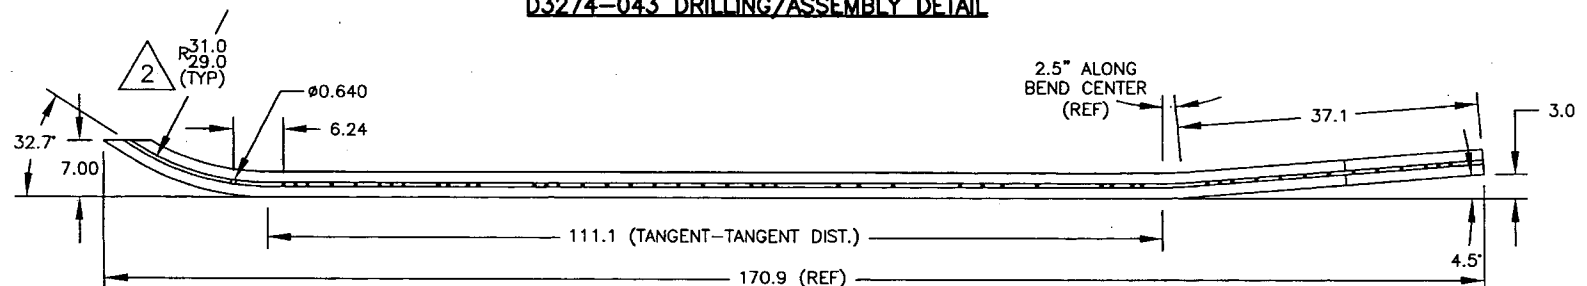 D3274-043 DRILLING/ASSEMBLY DETAIL
2
R31.0
29.0
(TYP)
ø0.640
6.24
32.7°
7.00
2.5" ALONG
BEND CENTER
(REF)
37.1
3.0
111.1 (TANGENT-TANGENT DIST.)
4.5°
170.9 (REF)